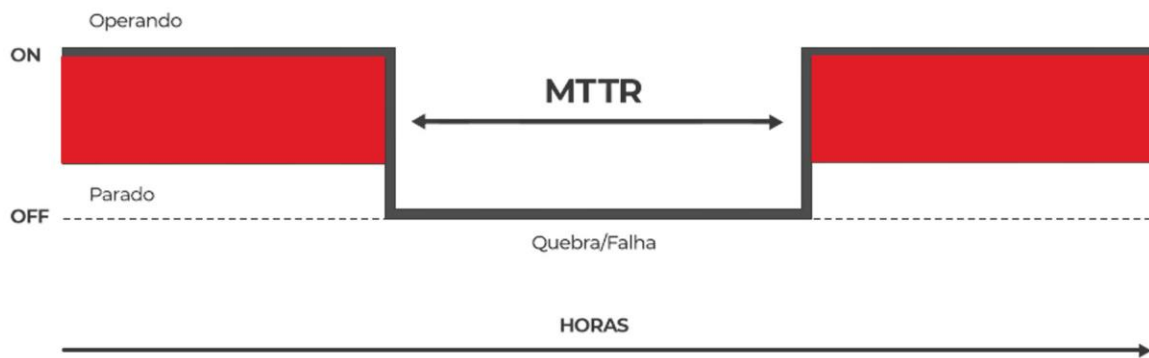 Operando
ON
MTTR
Parado
OFF
Quebra/Falha
HORAS